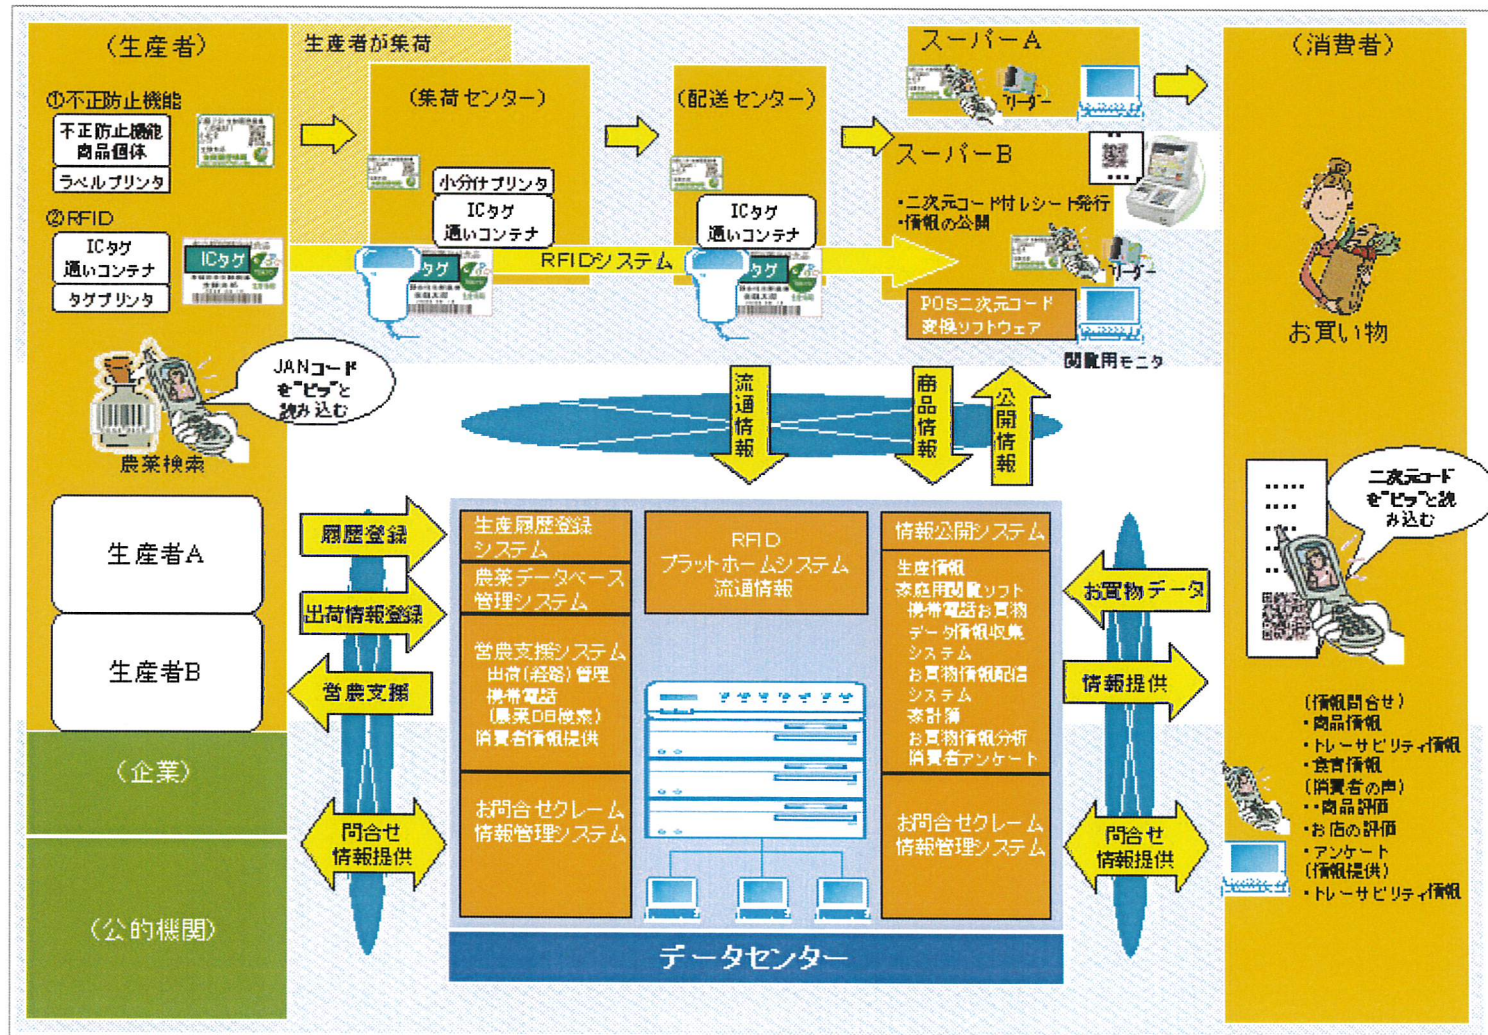 (生産者)
①不正防止機能
不正防止機能
商品個体
ラベルプリンタ
②RFID
ICタグ
通いコンテナ
タグプリンタ
ICタグ
JANコード
を"ピッ"と
読み込む
農薬検索
生産者A
生産者B
(企業)
(公的機関)
生産者が集荷
(集荷センター)
小分けプリンタ
ICタグ
通いコンテナ
タグ
(配送センター)
ICタグ
通いコンテナ
タグ
RFIDシステム
スーパーA
リーダー
スーパーB
・二次元コード付レシート発行
・情報の公開
リーダー
POS二次元コード
変換ソフトウェア
閲覧用モニタ
(消費者)
お買い物
二次元コード
を"ピッ"と読
み込む
流通情報
商品情報
公開情報
履歴登録
出荷情報登録
営農支援
問合せ
情報提供
生産履歴登録
システム
農薬データベース
管理システム
営農支援システム
出荷(経路)管理
携帯電話
(農薬DB検索)
消費者情報提供
お問合せクレーム
情報管理システム
RFID
プラットホームシステム
流通情報
情報公開システム
生産情報
家庭用閲覧ソフト
携帯電話お買物
データ情報収集
システム
お買物情報配信
システム
家計簿
お買物情報分析
消費者アンケート
お問合せクレーム
情報管理システム
データセンター
お買物データ
情報提供
問合せ
情報提供
(情報問合せ)
・商品情報
・トレーサビリティ情報
・食育情報
(消費者の声)
・・商品評価
・お店の評価
・アンケート
(情報提供)
・トレーサビリティ情報